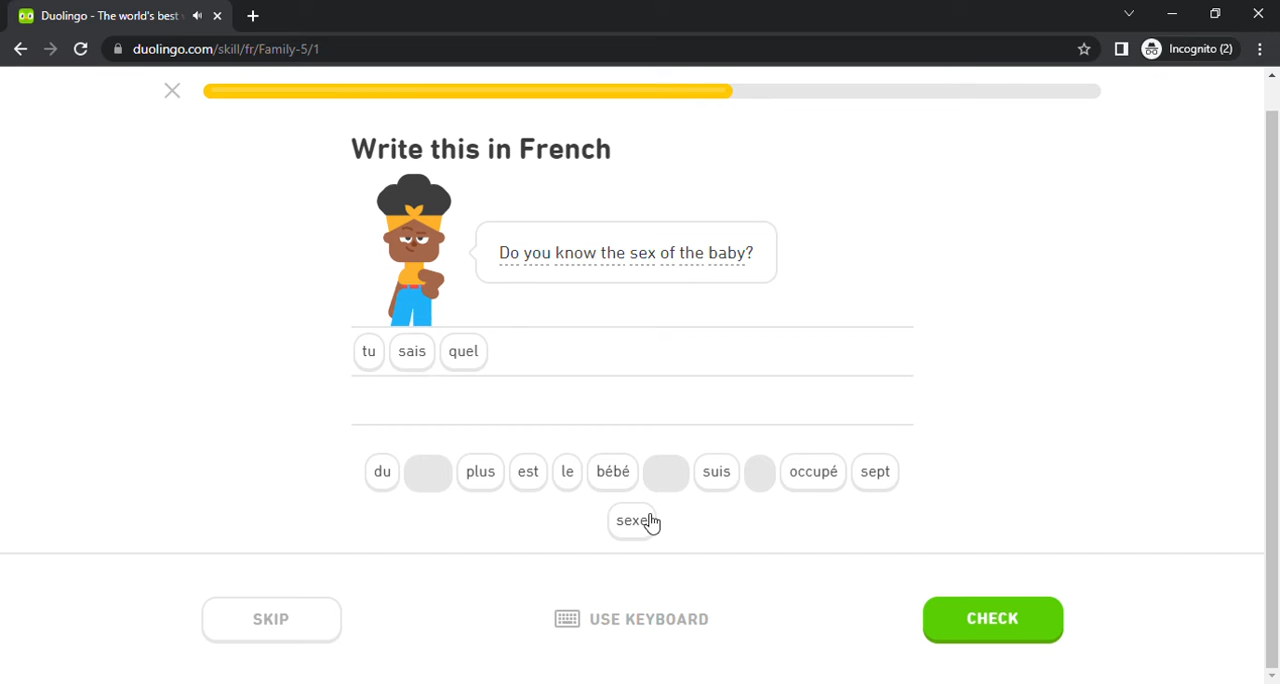 Duolingo - The world's best
duolingo.com/skill/fr/Family-5/1
Incognito (2)
Write this in French
Do you know the sex of the baby?
tu sais quel
du plus est le bébé suis occupé sept
sexe
SKIP
USE KEYBOARD
CHECK